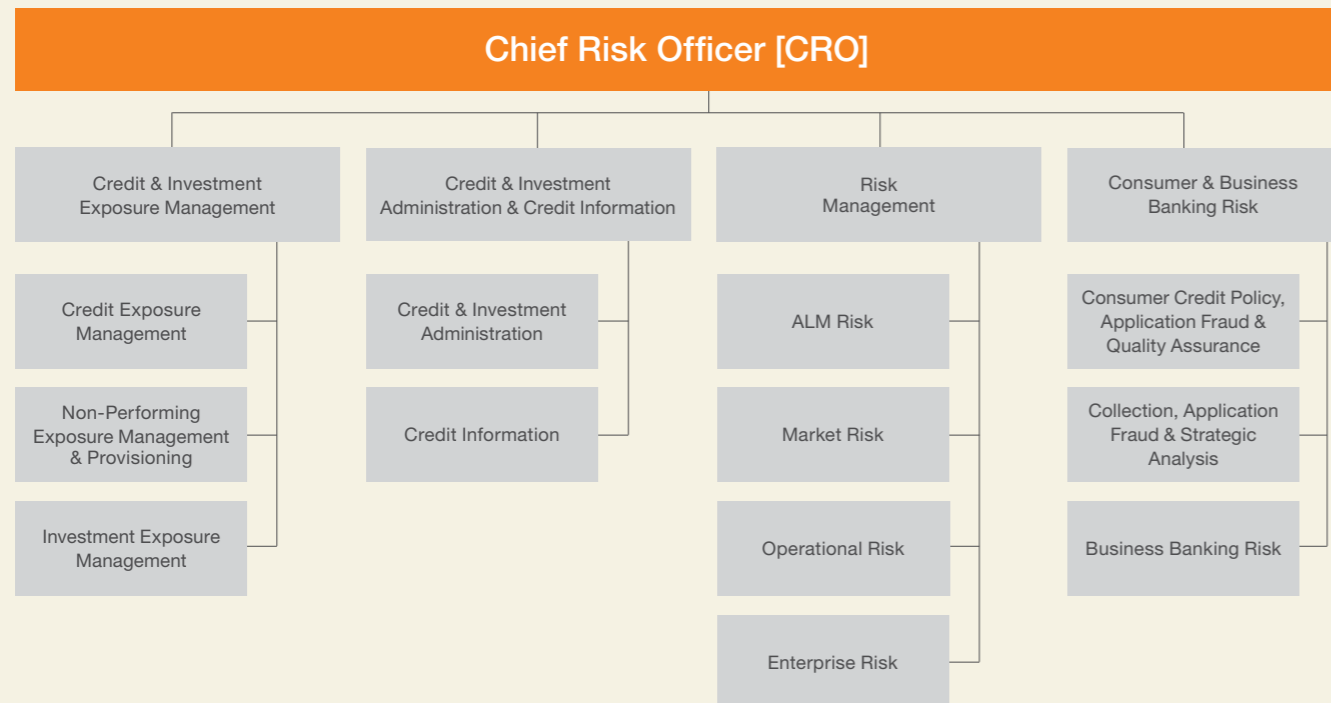 Chief Risk Officer [CRO]
Credit & Investment
Exposure Management
Credit & Investment
Administration & Credit Information
Risk
Management
Consumer & Business
Banking Risk
Credit Exposure
Management
Non-Performing
Exposure Management
& Provisioning
Investment Exposure
Management
Credit & Investment
Administration
Credit Information
ALM Risk
Market Risk
Operational Risk
Enterprise Risk
Consumer Credit Policy,
Application Fraud &
Quality Assurance
Collection, Application
Fraud & Strategic
Analysis
Business Banking Risk